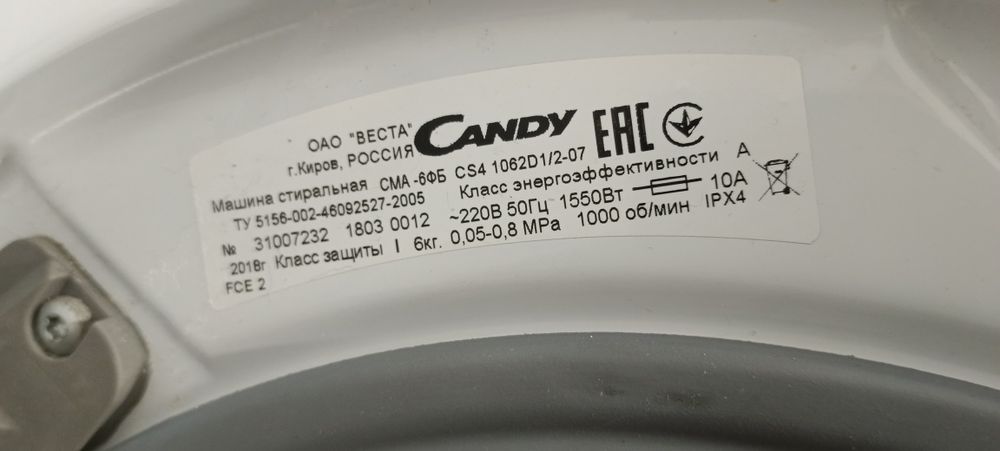 ОАО "ВЕСТА"
г.Киров, РОССИЯ
CANDY
EAC
Машина стиральная СМА -6ФБ CS4 1062D1/2-07
ТУ 5156-002-46092527-2005 Класс энергоэффективности А
№ 31007232 1803 0012 ~220В 50Гц 1550Вт 10А
2018г Класс защиты I 6кг. 0,05-0,8 MPa 1000 об/мин IPX4
FCE 2